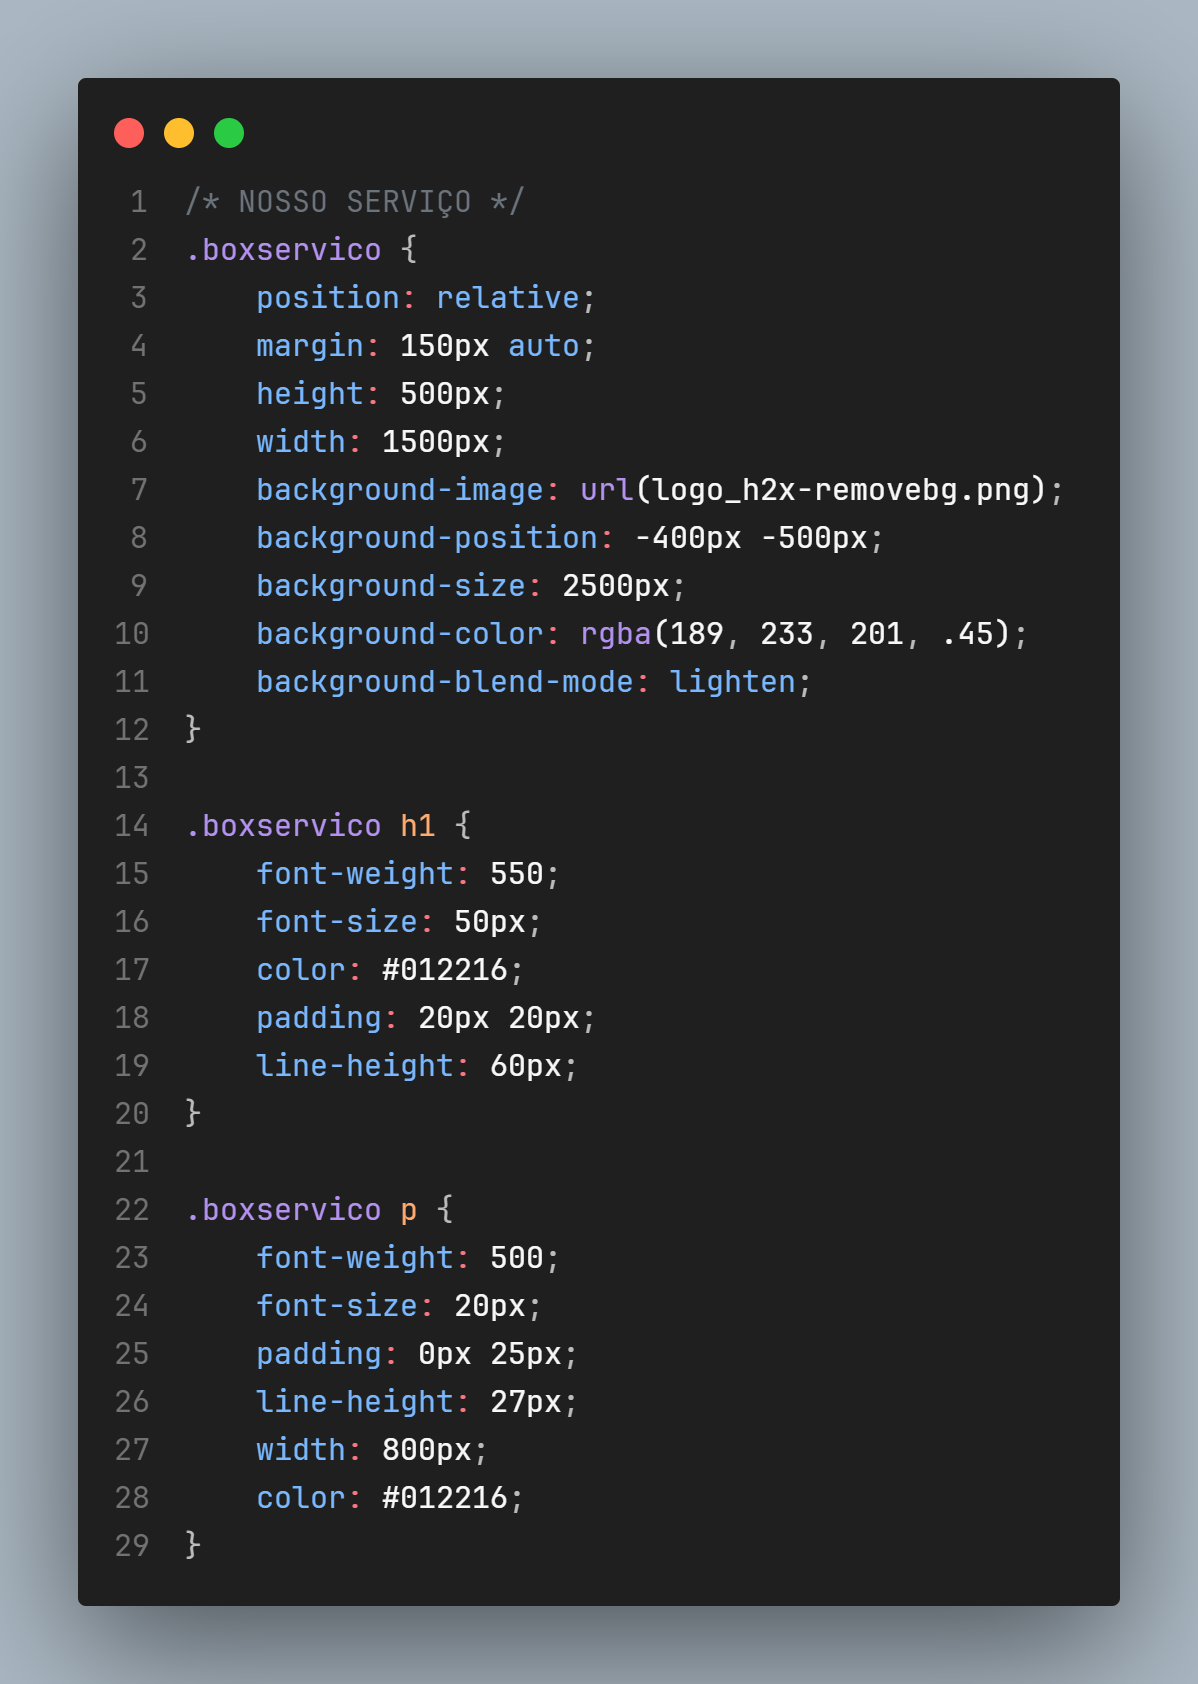 1 /* NOSSO SERVIÇO */
2 .boxservico {
3     position: relative;
4     margin: 150px auto;
5     height: 500px;
6     width: 1500px;
7     background-image: url(logo_h2x-removebg.png);
8     background-position: -400px -500px;
9     background-size: 2500px;
10     background-color: rgba(189, 233, 201, .45);
11     background-blend-mode: lighten;
12 }
13
14 .boxservico h1 {
15     font-weight: 550;
16     font-size: 50px;
17     color: #012216;
18     padding: 20px 20px;
19     line-height: 60px;
20 }
21
22 .boxservico p {
23     font-weight: 500;
24     font-size: 20px;
25     padding: 0px 25px;
26     line-height: 27px;
27     width: 800px;
28     color: #012216;
29 }